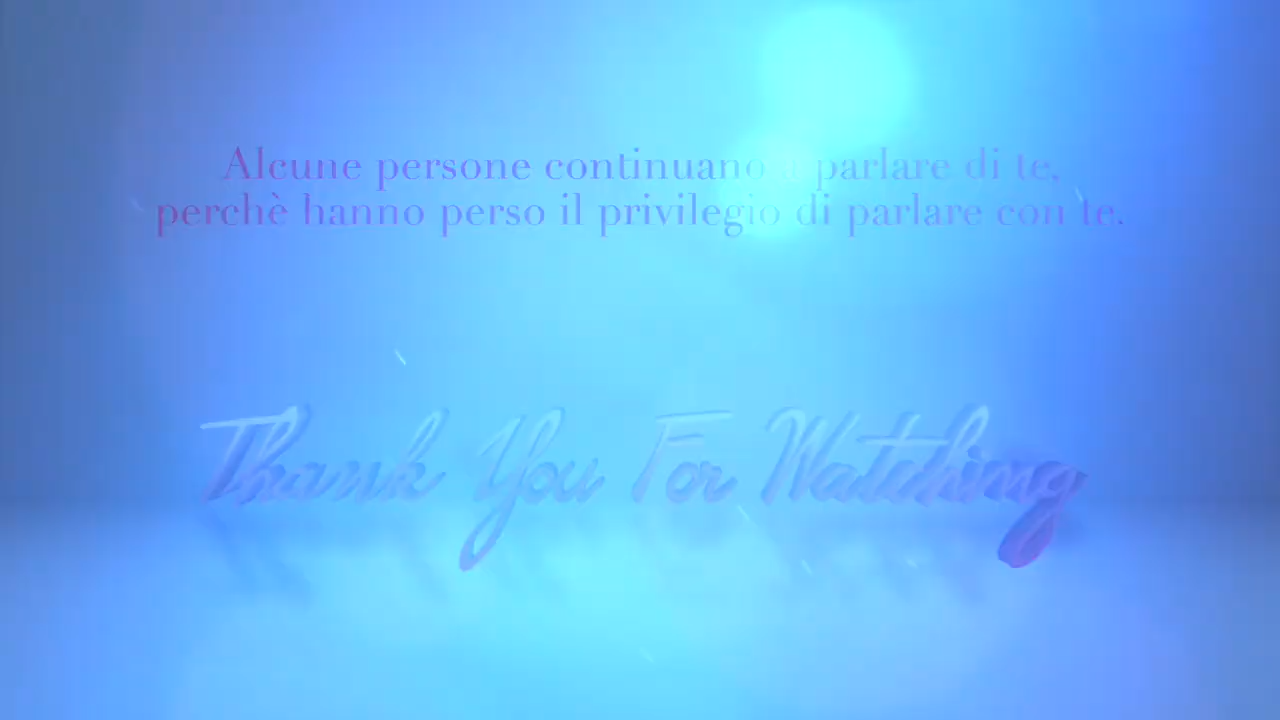 Alcune persone continuano a parlare di te,
perchè hanno perso il privilegio di parlare con te.
Thank You For Watching